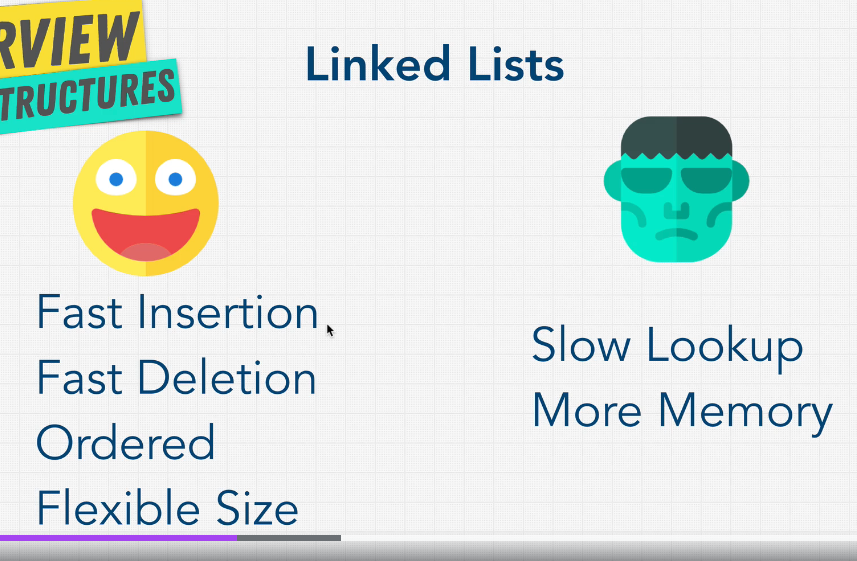 RVIEW
TRUCTURES
Linked Lists
Fast Insertion
Fast Deletion
Ordered
Flexible Size
Slow Lookup
More Memory